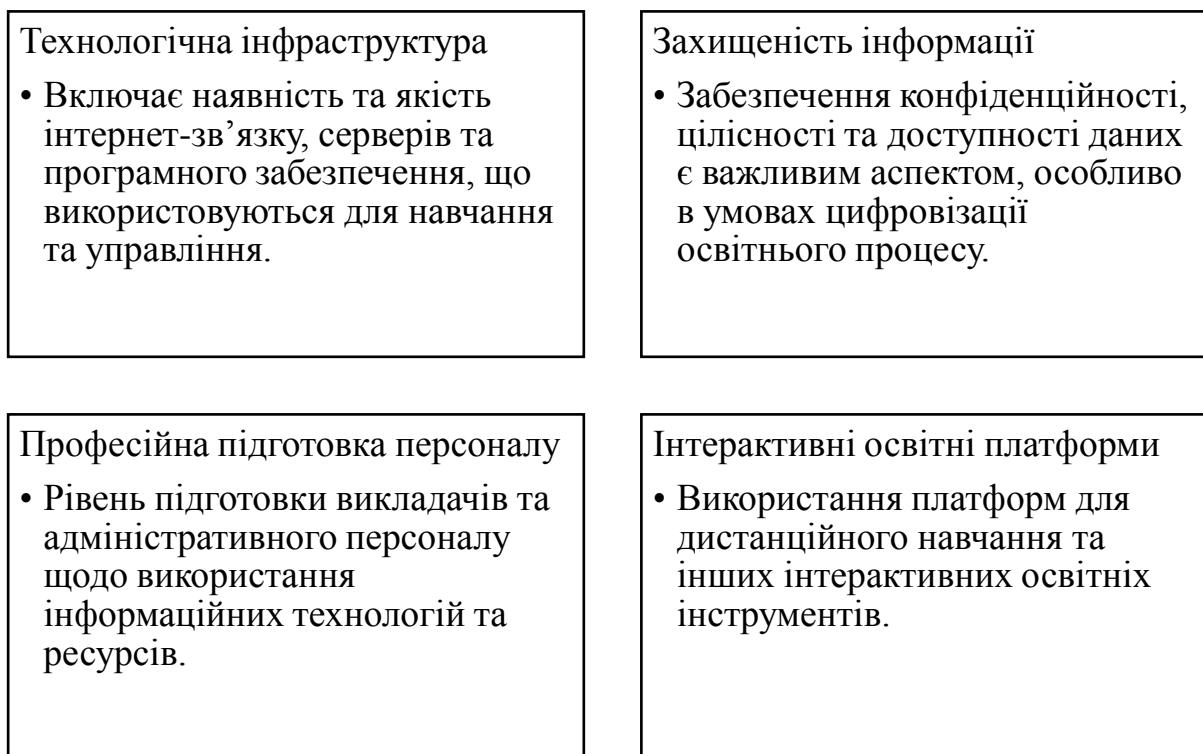 Технологічна інфраструктура
• Включає наявність та якість
інтернет-зв’язку, серверів та
програмного забезпечення, що
використовуються для навчання
та управління.
Захищеність інформації
• Забезпечення конфіденційності,
цілісності та доступності даних
є важливим аспектом, особливо
в умовах цифровізації
освітнього процесу.
Професійна підготовка персоналу
• Рівень підготовки викладачів та
адміністративного персоналу
щодо використання
інформаційних технологій та
ресурсів.
Інтерактивні освітні платформи
• Використання платформ для
дистанційного навчання та
інших інтерактивних освітніх
інструментів.